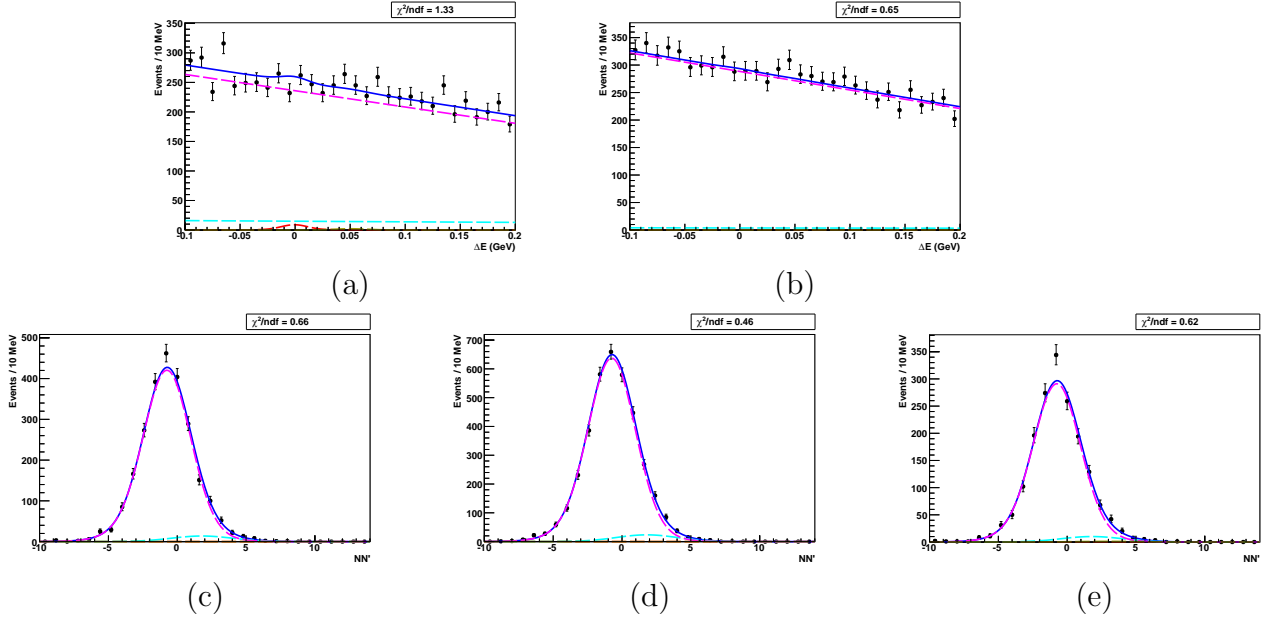 χ²/ndf = 1.33
Events / 10 MeV
350
300
250
200
150
100
50
0
-0.1 -0.05 0 0.05 0.1 0.15 0.2
ΔE (GeV)
(a)
χ²/ndf = 0.65
Events / 10 MeV
350
300
250
200
150
100
50
0
-0.1 -0.05 0 0.05 0.1 0.15 0.2
ΔE (GeV)
(b)
χ²/ndf = 0.66
Events / 10 MeV
500
400
300
200
100
0
-10 -5 0 5 10
NN'
(c)
χ²/ndf = 0.46
Events / 10 MeV
700
600
500
400
300
200
100
0
-10 -5 0 5 10
NN'
(d)
χ²/ndf = 0.62
Events / 10 MeV
350
300
250
200
150
100
50
0
-10 -5 0 5 10
NN'
(e)